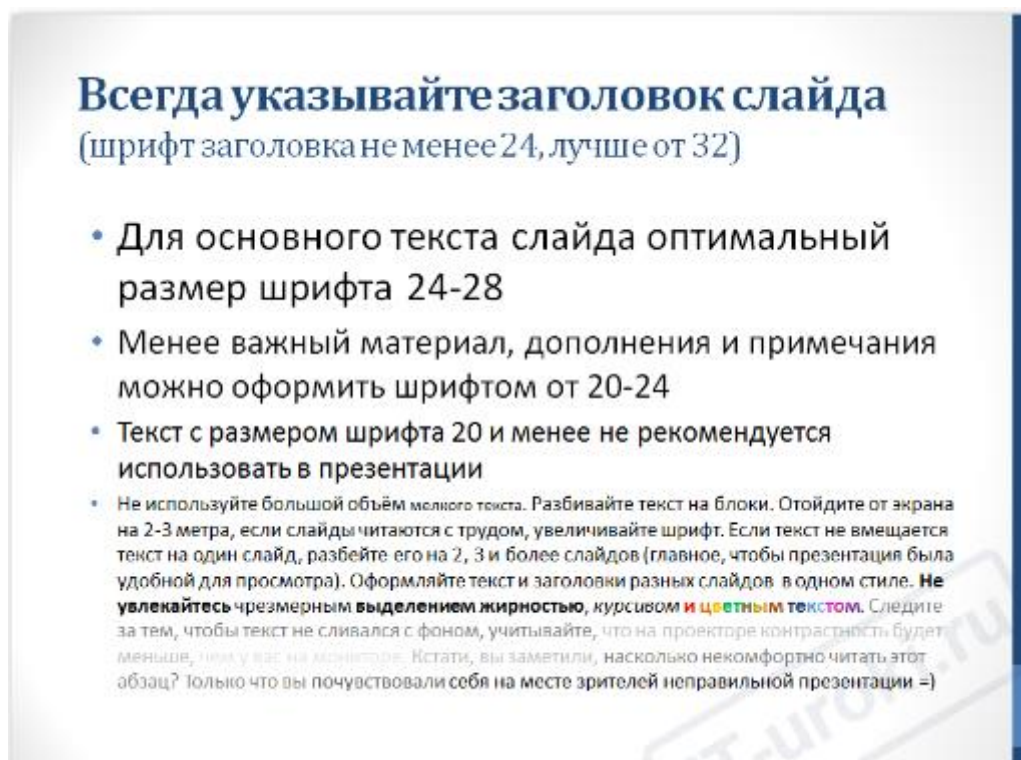 Всегда указывайте заголовок слайда
(шрифт заголовка не менее 24, лучше от 32)
• Для основного текста слайда оптимальный
размер шрифта 24-28
• Менее важный материал, дополнения и примечания
можно оформить шрифтом от 20-24
• Текст с размером шрифта 20 и менее не рекомендуется
использовать в презентации
• Не используйте большой объём мелкого текста. Разбивайте текст на блоки. Отойдите от экрана
на 2-3 метра, если слайды читаются с трудом, увеличивайте шрифт. Если текст не вмещается
текст на один слайд, разбейте его на 2, 3 и более слайдов (главное, чтобы презентация была
удобной для просмотра). Оформляйте текст и заголовки разных слайдов в одном стиле. Не
увлекайтесь чрезмерным выделением жирностью, курсивом и цветным текстом. Следите
за тем, чтобы текст не сливался с фоном, учитывайте, что на проекторе контрастность будет
меньше, чем у вас на мониторе. Кстати, вы заметили, насколько некомфортно читать этот
абзац? Только что вы почувствовали себя на месте зрителей неправильной презентации =)